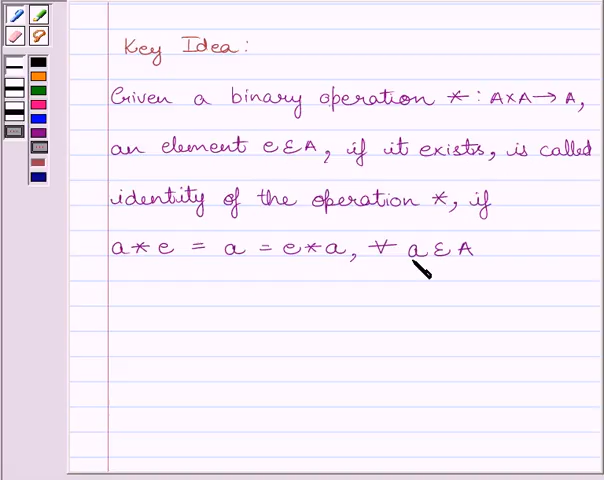 Key Idea:
Given a binary operation * : A×A → A,
an element e ∈ A, if it exists, is called
identity of the operation *, if
a * e = a = e * a, ∀ a ∈ A